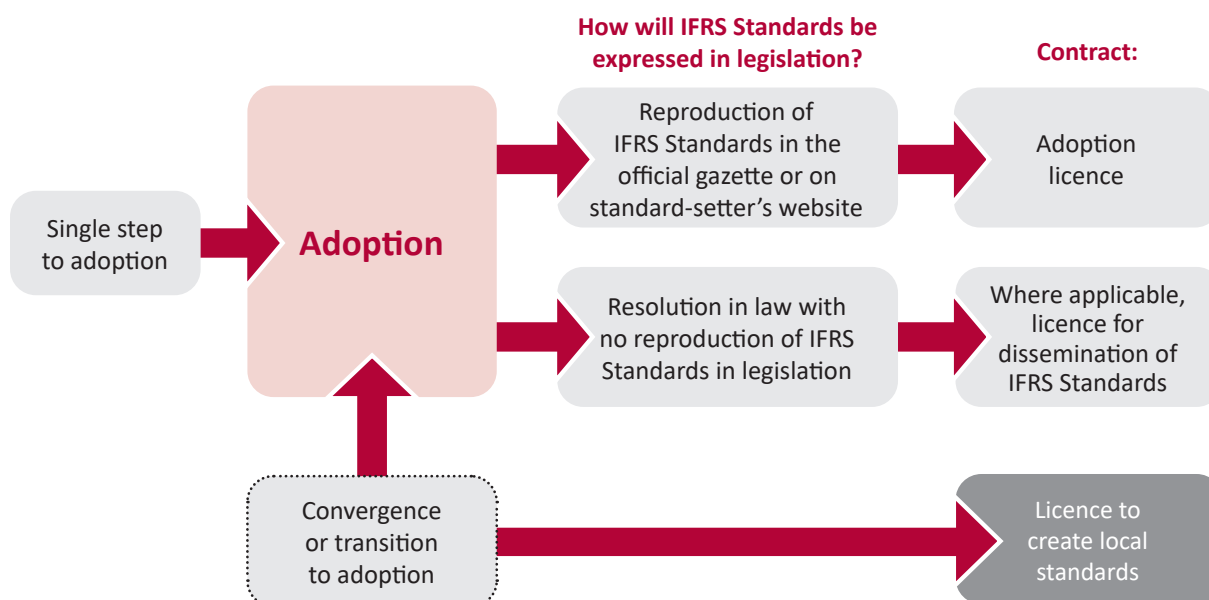 How will IFRS Standards be
expressed in legislation?
Contract:
Single step
to adoption
Adoption
Reproduction of
IFRS Standards in the
official gazette or on
standard-setter’s website
Adoption
licence
Resolution in law with
no reproduction of IFRS
Standards in legislation
Where applicable,
licence for
dissemination of
IFRS Standards
Convergence
or transition
to adoption
Licence to
create local
standards